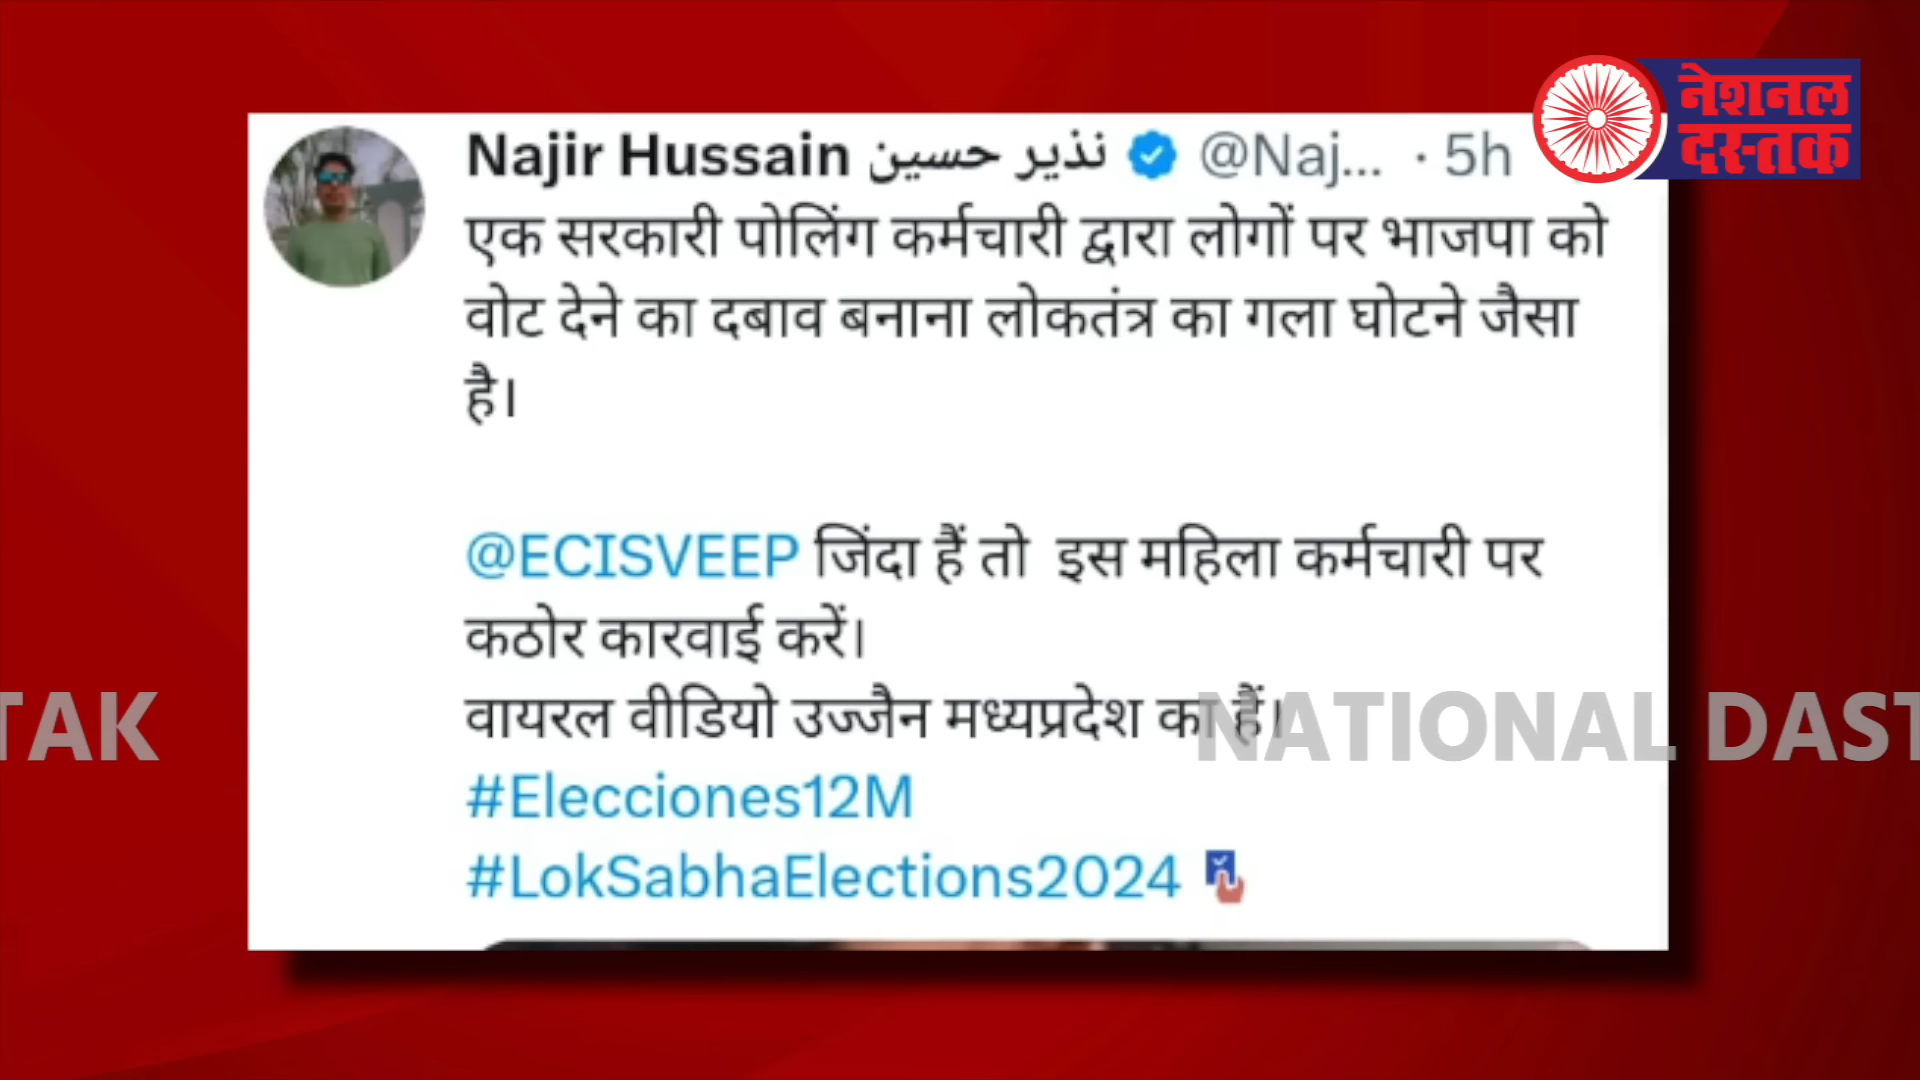 नेशनल
दस्तक
Najir Hussain نذیر حسین @Naj... · 5h
एक सरकारी पोलिंग कर्मचारी द्वारा लोगों पर भाजपा को
वोट देने का दबाव बनाना लोकतंत्र का गला घोटने जैसा
है।
@ECISVEEP जिंदा हैं तो इस महिला कर्मचारी पर
कठोर कारवाई करें।
वायरल वीडियो उज्जैन मध्यप्रदेश का हैं।
#Elecciones12M
#LokSabhaElections2024
TAK NATIONAL DAST